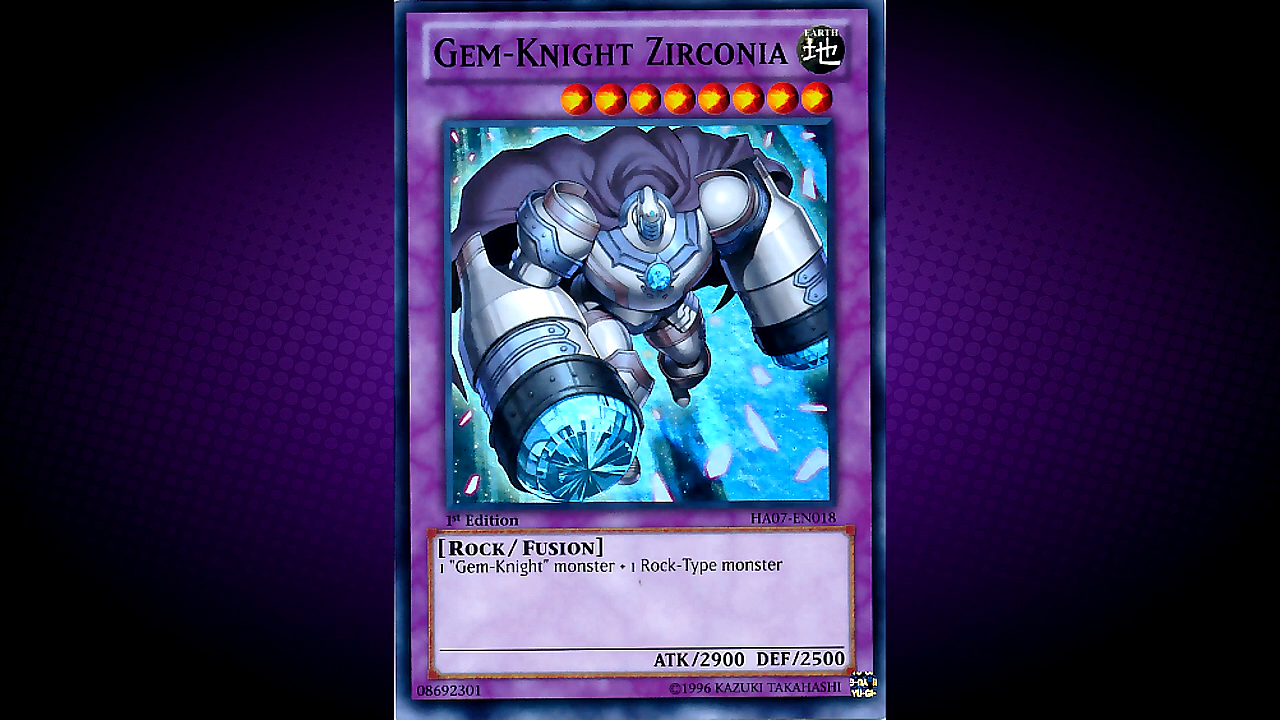 GEM-KNIGHT ZIRCONIA
EARTH
地
1st Edition
HA07-EN018
[ROCK/FUSION]
1 "Gem-Knight" monster + 1 Rock-Type monster
ATK/2900 DEF/2500
08692301
©1996 KAZUKI TAKAHASHI